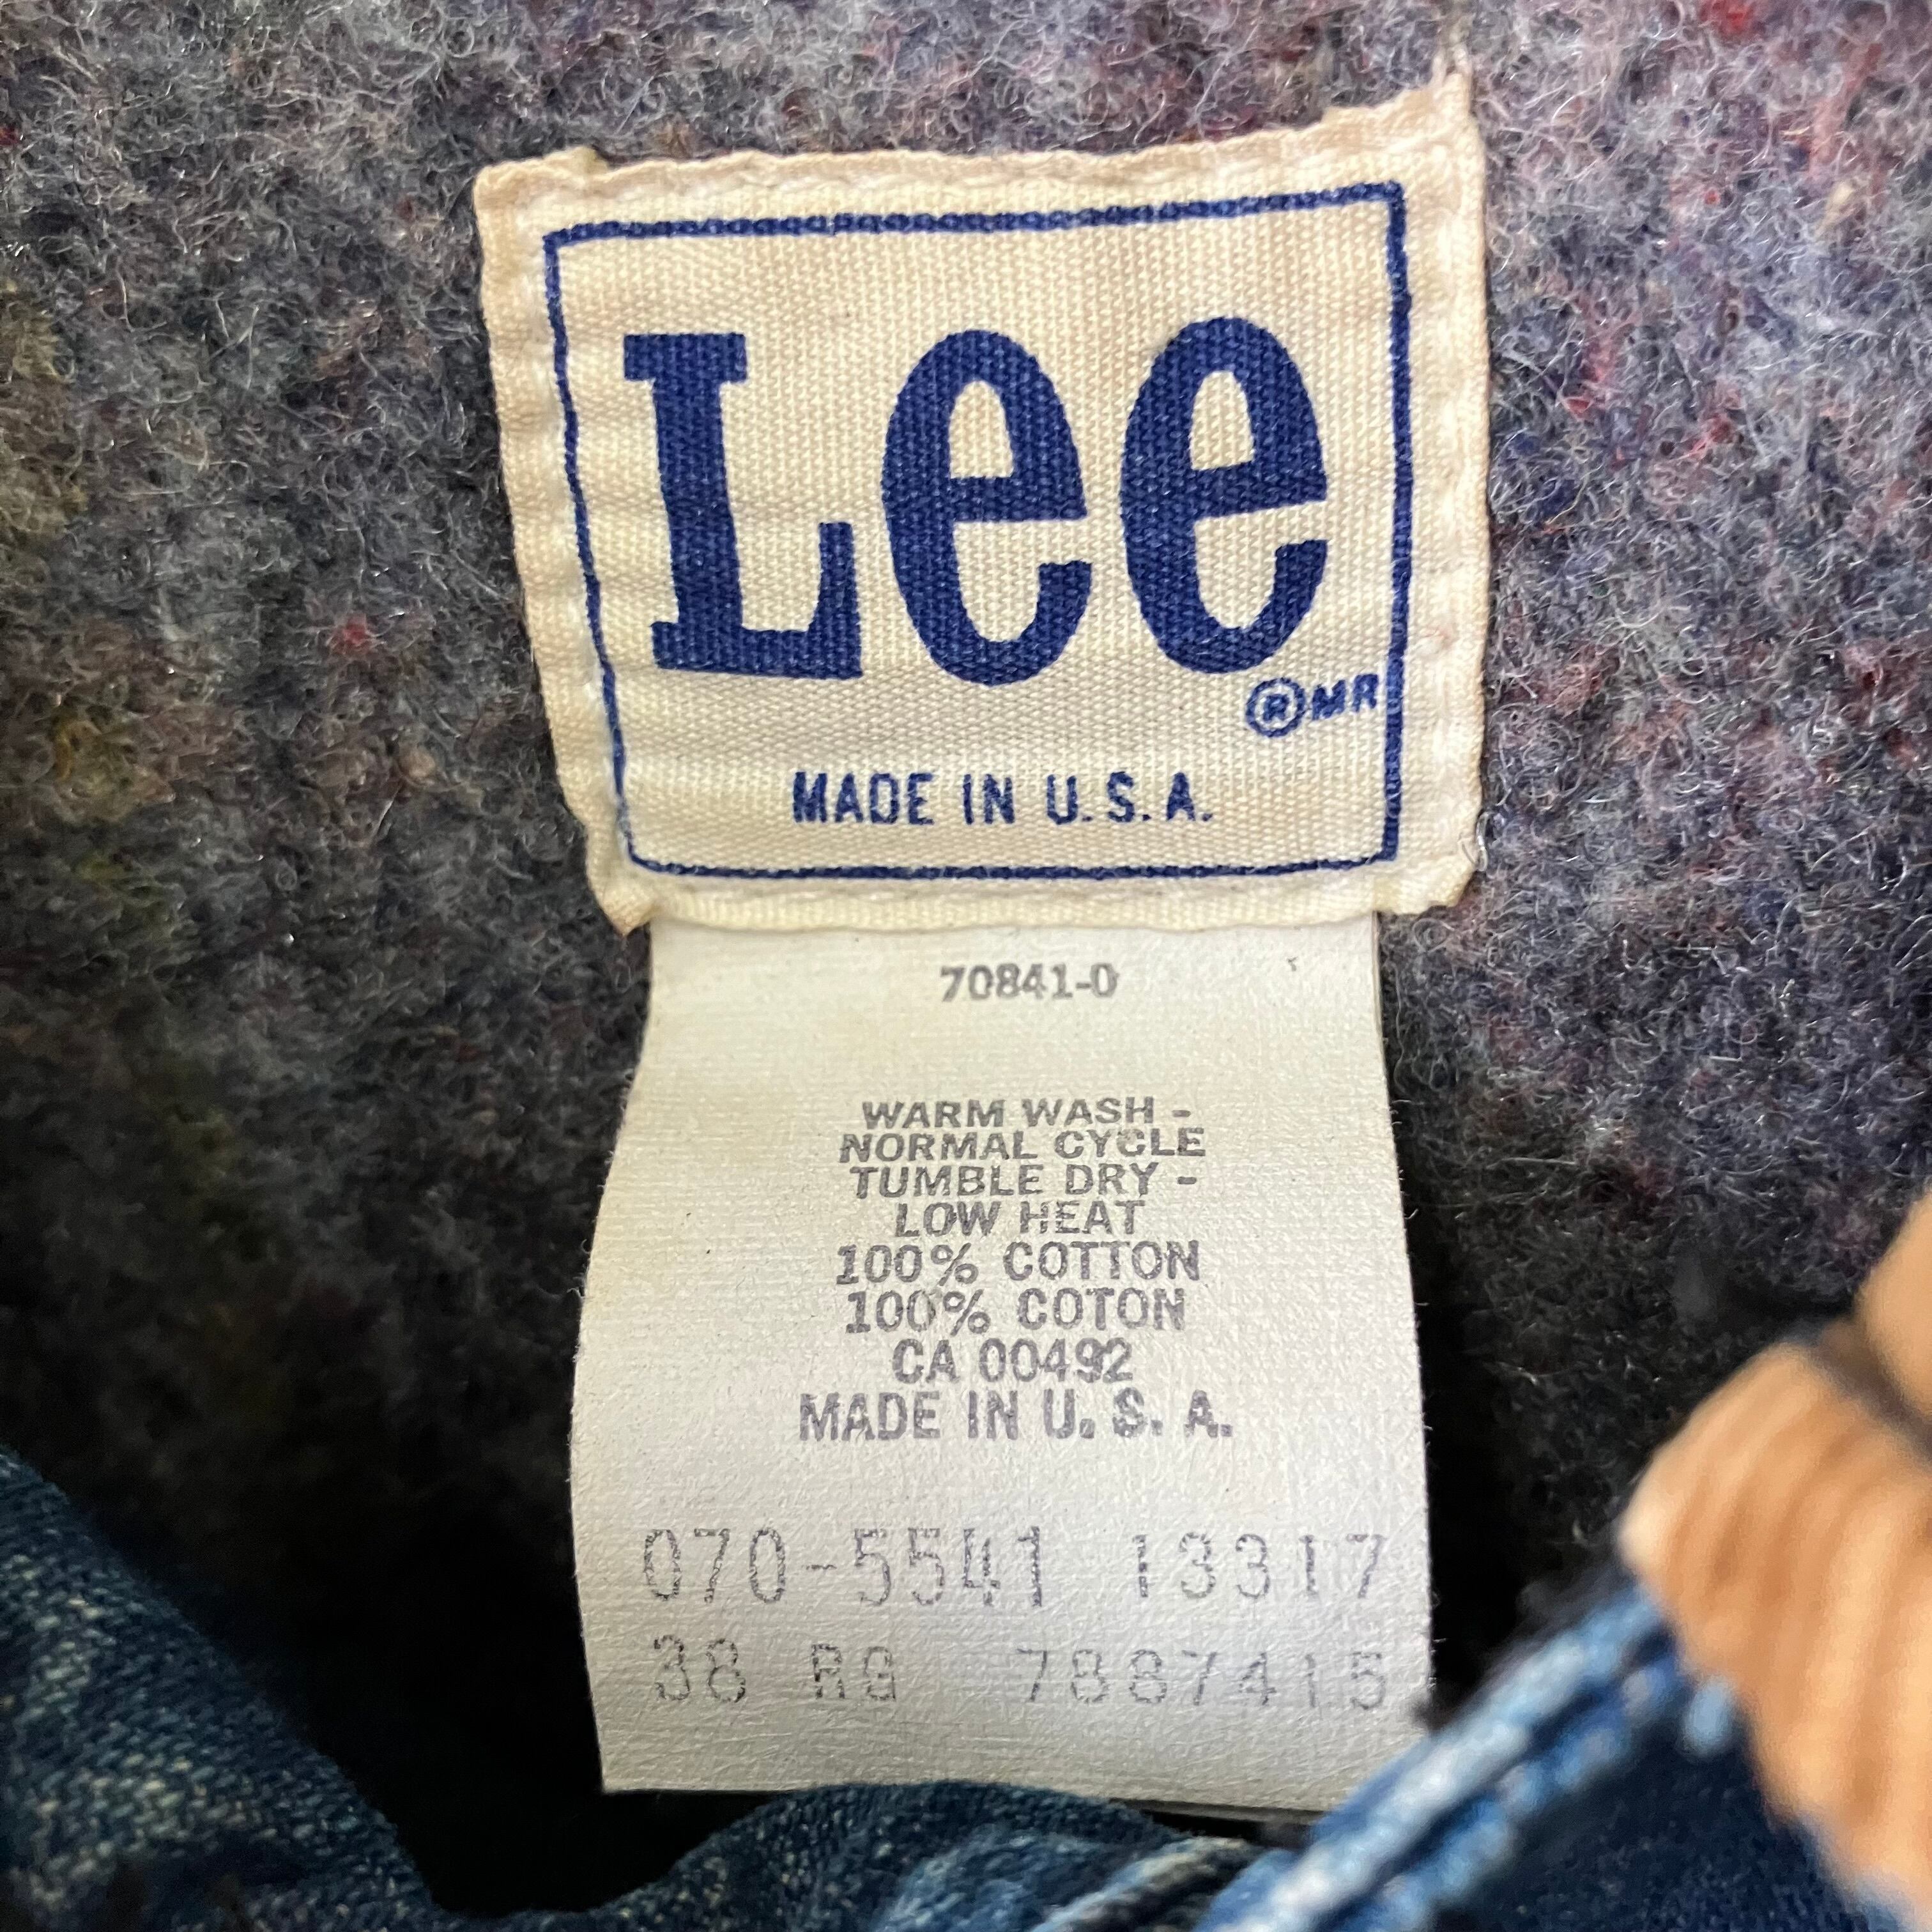 Lee
®MR
MADE IN U.S.A.
70841-0
WARM WASH -
NORMAL CYCLE
TUMBLE DRY -
LOW HEAT
100% COTTON
100% COTON
CA 00492
MADE IN U.S.A.
070-5541 13317
38 RG 7887415